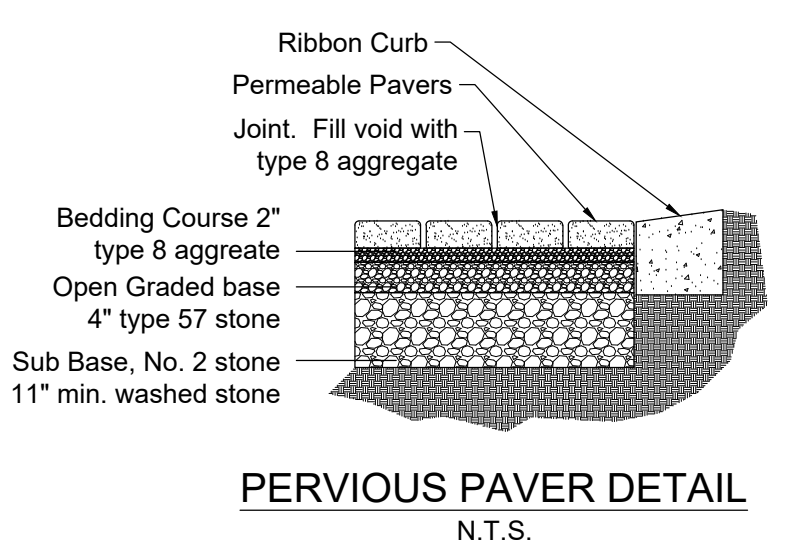 Ribbon Curb
Permeable Pavers
Joint. Fill void with
type 8 aggregate
Bedding Course 2"
type 8 aggreate
Open Graded base
4" type 57 stone
Sub Base, No. 2 stone
11" min. washed stone
PERVIOUS PAVER DETAIL
N.T.S.